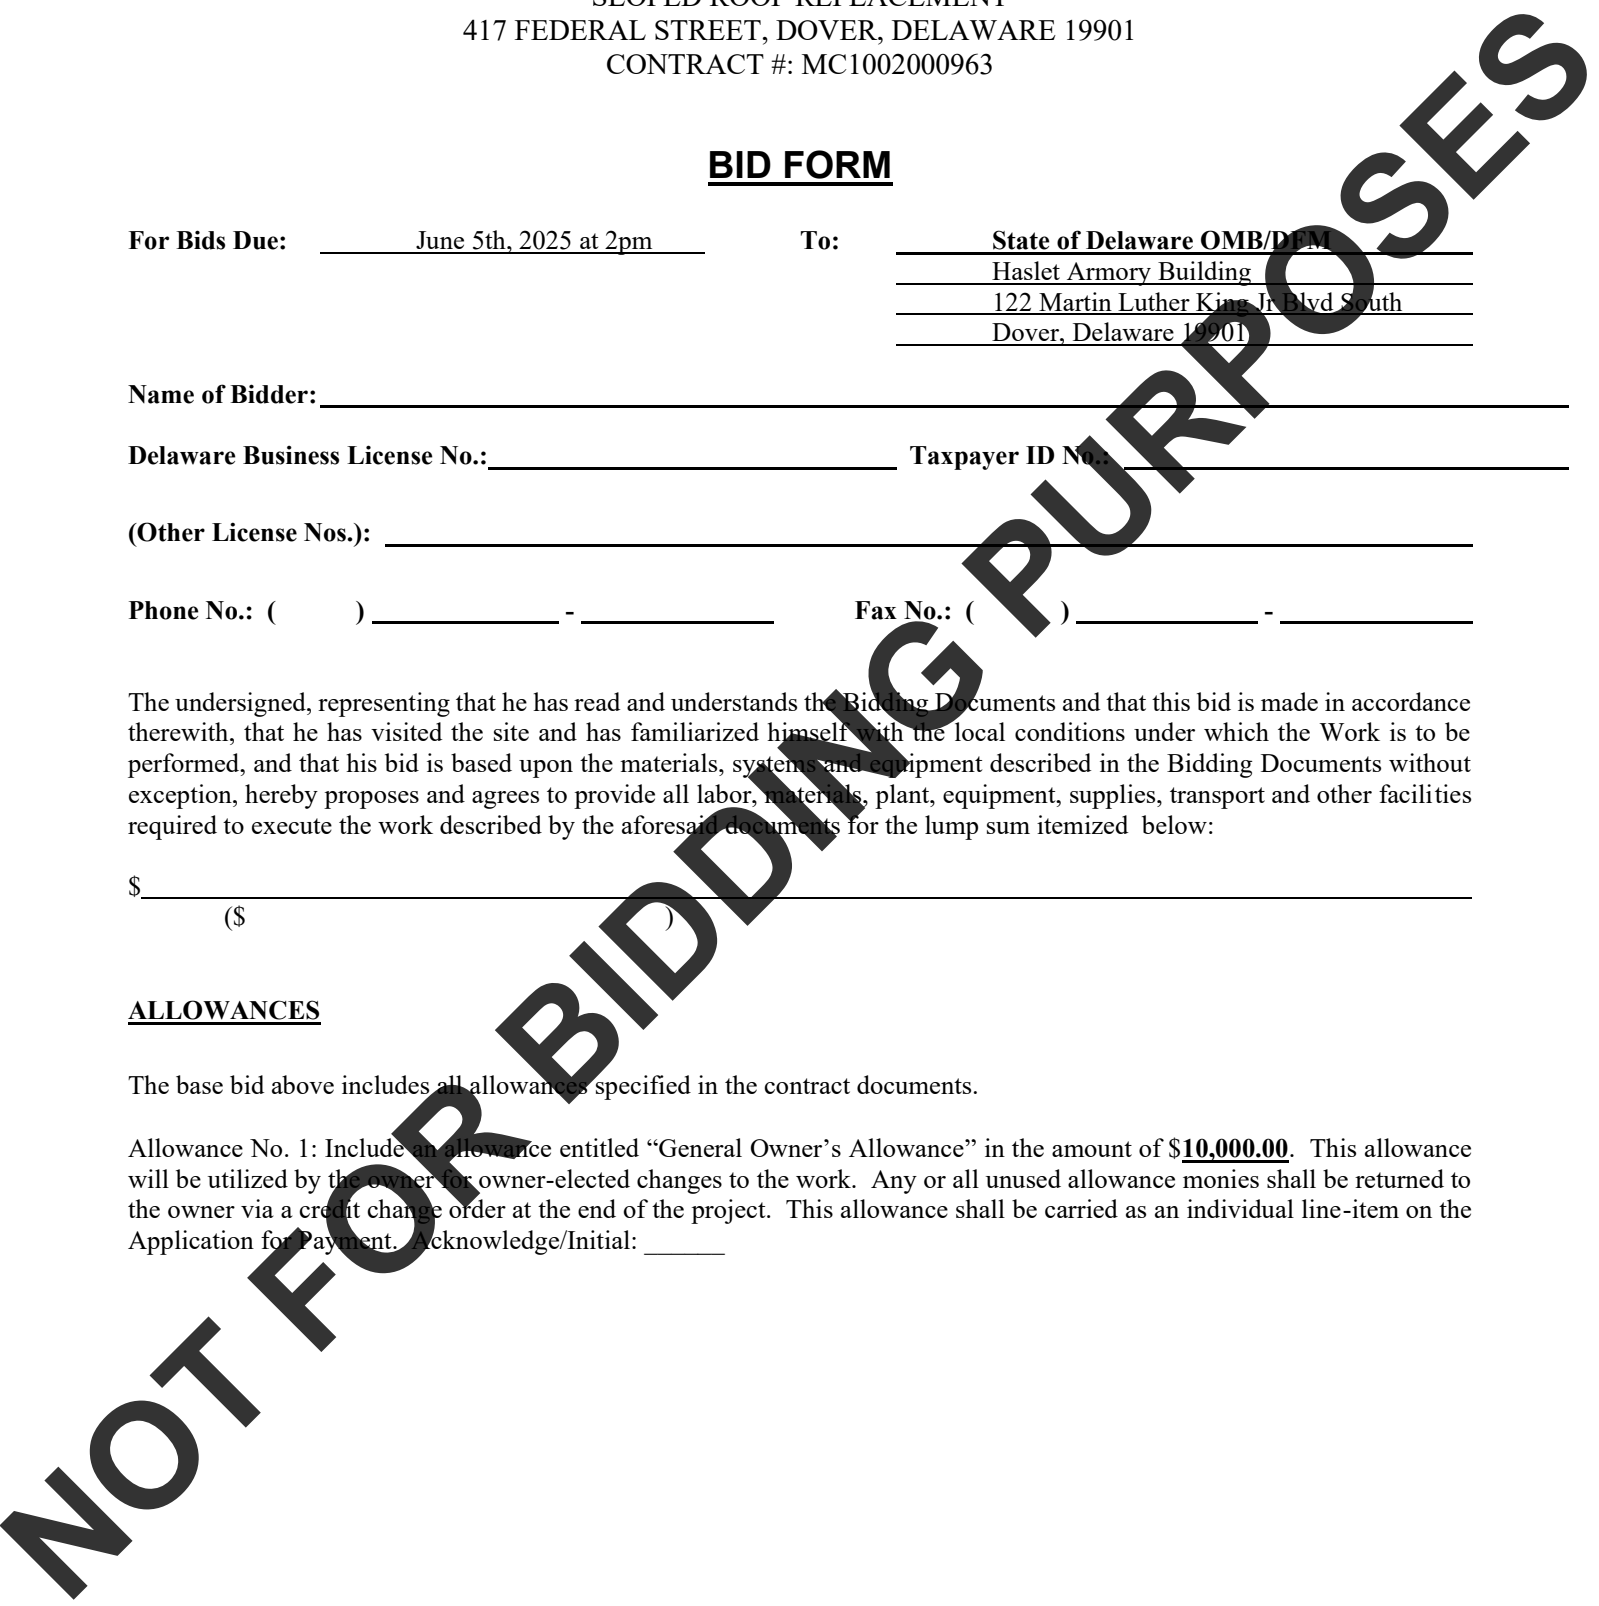 SLOPED ROOF REPLACEMENT
417 FEDERAL STREET, DOVER, DELAWARE 19901
CONTRACT #: MC1002000963
BID FORM
For Bids Due: June 5th, 2025 at 2pm To: State of Delaware OMB/DFM
Haslet Armory Building
122 Martin Luther King Jr Blvd South
Dover, Delaware 19901
Name of Bidder:
Delaware Business License No.: Taxpayer ID No.:
(Other License Nos.):
Phone No.: ( ) - Fax No.: ( ) -
The undersigned, representing that he has read and understands the Bidding Documents and that this bid is made in accordance
therewith, that he has visited the site and has familiarized himself with the local conditions under which the Work is to be
performed, and that his bid is based upon the materials, systems and equipment described in the Bidding Documents without
exception, hereby proposes and agrees to provide all labor, materials, plant, equipment, supplies, transport and other facilities
required to execute the work described by the aforesaid documents for the lump sum itemized below:
$
($ )
ALLOWANCES
The base bid above includes all allowances specified in the contract documents.
Allowance No. 1: Include an allowance entitled “General Owner’s Allowance” in the amount of $10,000.00. This allowance
will be utilized by the owner for owner-elected changes to the work. Any or all unused allowance monies shall be returned to
the owner via a credit change order at the end of the project. This allowance shall be carried as an individual line-item on the
Application for Payment. Acknowledge/Initial: ______
NOT FOR BIDDING PURPOSES